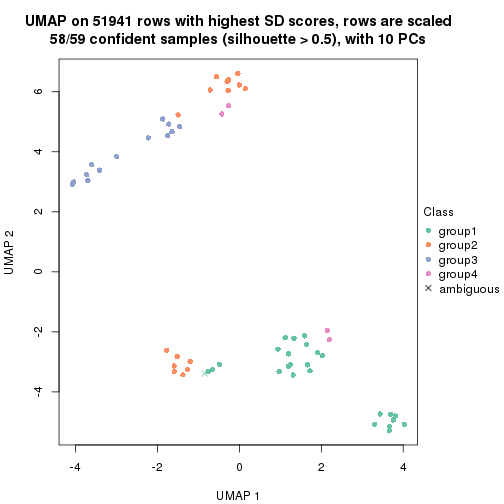 UMAP on 51941 rows with highest SD scores, rows are scaled
58/59 confident samples (silhouette > 0.5), with 10 PCs
6
4
2
0
-2
-4
UMAP 2
-4
-2
0
2
4
UMAP 1
Class
group1
group2
group3
group4
ambiguous